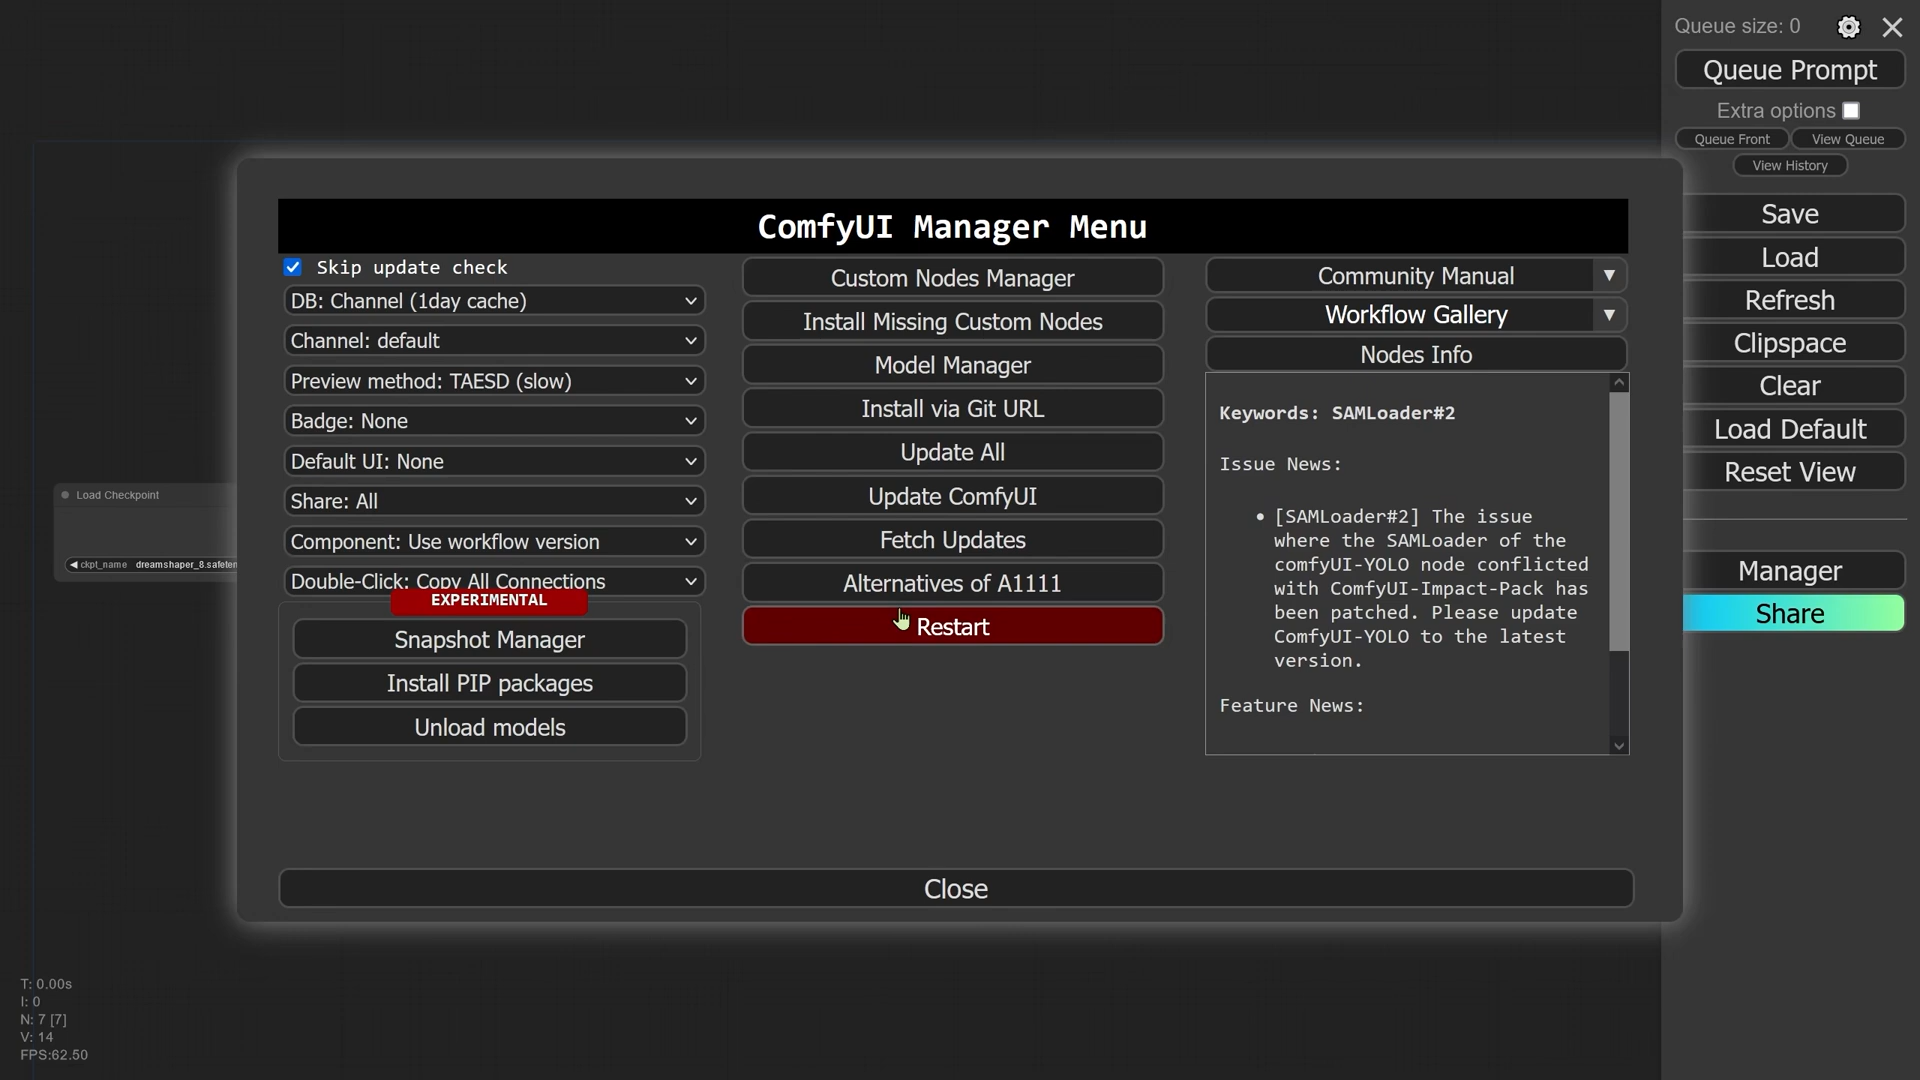 Queue size: 0
Queue Prompt
Extra options
Queue Front
View Queue
View History
Save
Load
Refresh
Clipspace
Clear
Load Default
Reset View
Manager
Share
ComfyUI Manager Menu
Skip update check
DB: Channel (1day cache)
Channel: default
Preview method: TAESD (slow)
Badge: None
Default UI: None
Share: All
Component: Use workflow version
Double-Click: Copy All Connections
EXPERIMENTAL
Snapshot Manager
Install PIP packages
Unload models
Custom Nodes Manager
Install Missing Custom Nodes
Model Manager
Install via Git URL
Update All
Update ComfyUI
Fetch Updates
Alternatives of A1111
Restart
Community Manual
Workflow Gallery
Nodes Info
Keywords: SAMLoader#2
Issue News:
• [SAMLoader#2] The issue
where the SAMLoader of the
comfyUI-YOLO node conflicted
with ComfyUI-Impact-Pack has
been patched. Please update
ComfyUI-YOLO to the latest
version.
Feature News:
Close
Load Checkpoint
ckpt_name dreamshaper_8.safeten
T: 0.00s
I: 0
N: 7 [7]
V: 14
FPS:62.50